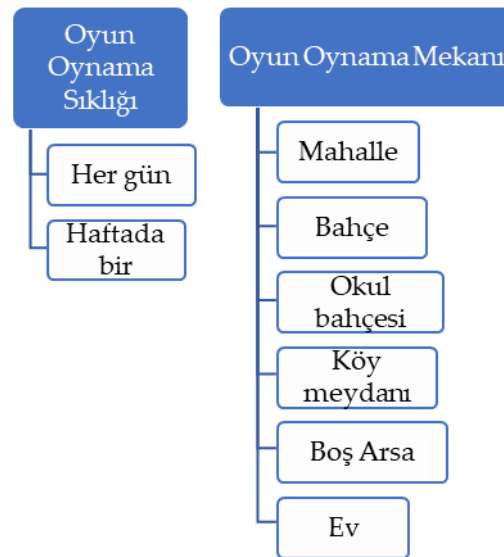 Oyun
Oynama
Sıklığı
Her gün
Haftada
bir
Oyun Oynama Mekanı
Mahalle
Bahçe
Okul
bahçesi
Köy
meydanı
Boş Arsa
Ev